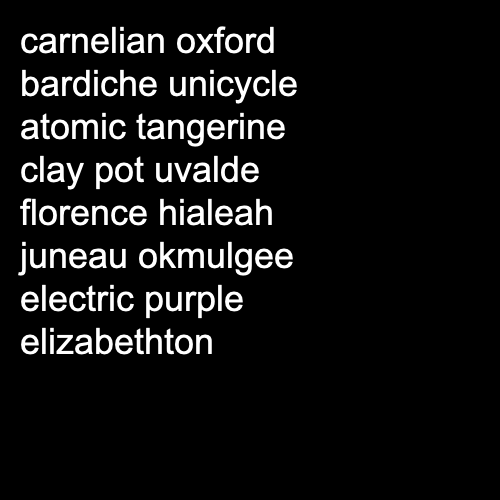 carnelian oxford
bardiche unicycle
atomic tangerine
clay pot uvalde
florence hialeah
juneau okmulgee
electric purple
elizabethton